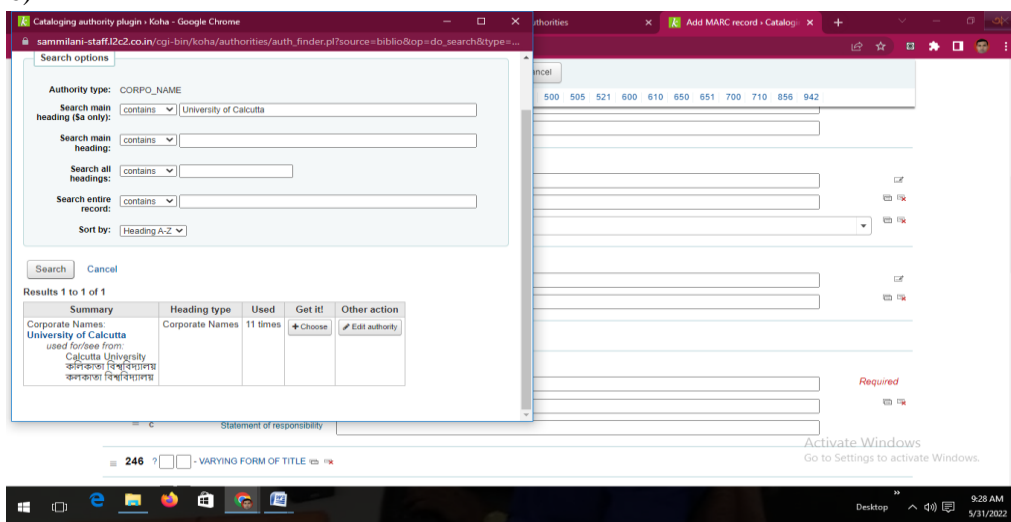 Cataloging authority plugin › Koha - Google Chrome
sammilani-staff.l2c2.co.in/cgi-bin/koha/authorities/auth_finder.pl?source=biblio&op=do_search&type=...
Search options
Authority type: CORPO_NAME
Search main heading ($a only): contains University of Calcutta
Search main heading: contains
Search all headings: contains
Search entire record: contains
Sort by: Heading A-Z
Search Cancel
Results 1 to 1 of 1
Summary Heading type Used Get it! Other action
Corporate Names: Corporate Names 11 times + Choose Edit authority
University of Calcutta
used for/see from:
Calcutta University
কলিকাতা বিশ্ববিদ্যালয়
কলকাতা বিশ্ববিদ্যালয়
uthorities
Add MARC record › Catalogi
ancel
500 505 521 600 610 650 651 700 710 856 942
Required
c Statement of responsibility
246 ? - VARYING FORM OF TITLE
Activate Windows
Go to Settings to activate Windows.
Desktop
9:28 AM
5/31/2022